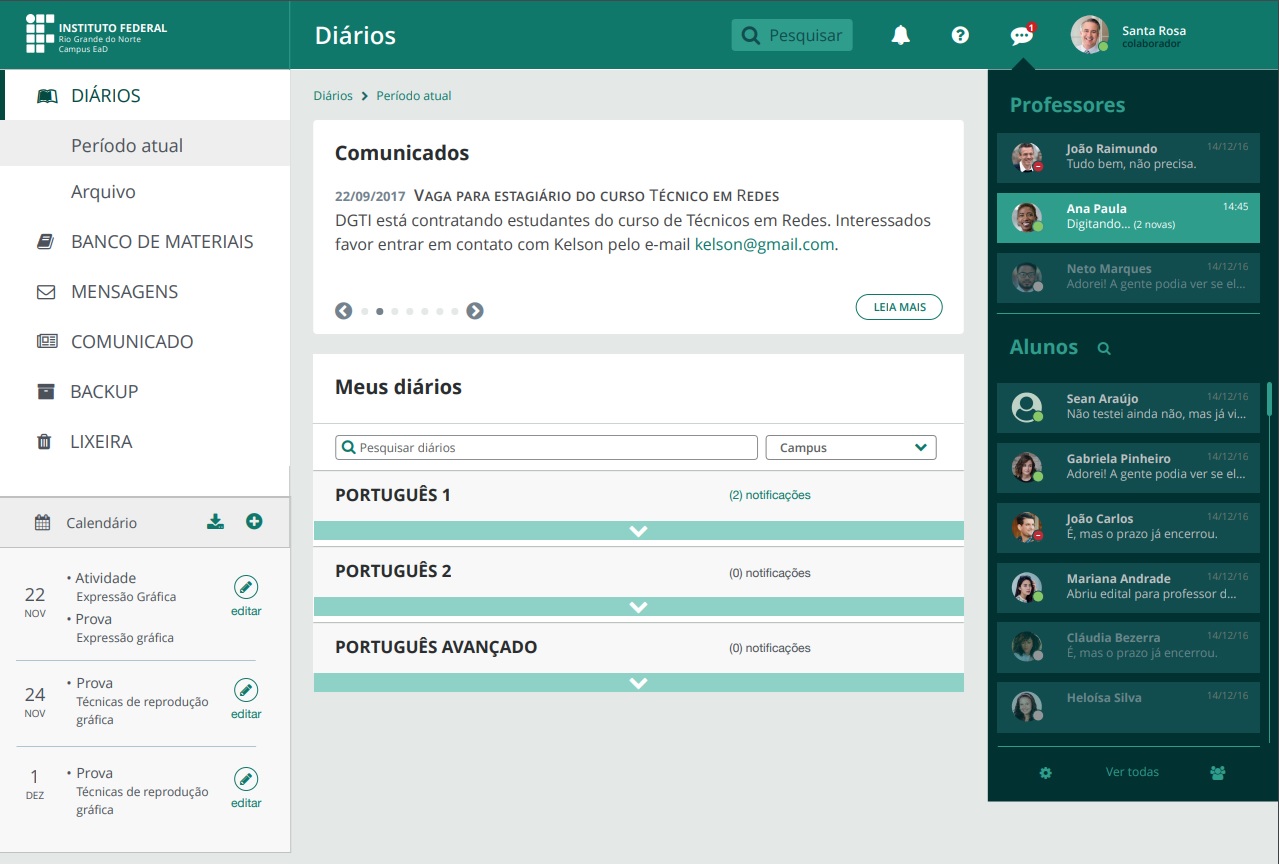 INSTITUTO FEDERAL
Rio Grande do Norte
Campus EaD
Diários
Pesquisar
1
Santa Rosa
colaborador
DIÁRIOS
Período atual
Arquivo
BANCO DE MATERIAIS
MENSAGENS
COMUNICADO
BACKUP
LIXEIRA
Calendário
22
NOV
• Atividade
Expressão Gráfica
• Prova
Expressão gráfica
editar
24
NOV
• Prova
Técnicas de reprodução
gráfica
editar
1
DEZ
• Prova
Técnicas de reprodução
gráfica
editar
Diários > Período atual
Comunicados
22/09/2017 VAGA PARA ESTAGIÁRIO DO CURSO TÉCNICO EM REDES
DGTI está contratando estudantes do curso de Técnicos em Redes. Interessados
favor entrar em contato com Kelson pelo e-mail kelson@gmail.com.
LEIA MAIS
Meus diários
Pesquisar diários
Campus
PORTUGUÊS 1
(2) notificações
PORTUGUÊS 2
(0) notificações
PORTUGUÊS AVANÇADO
(0) notificações
Professores
João Raimundo 14/12/16
Tudo bem, não precisa.
Ana Paula 14:45
Digitando... (2 novas)
Neto Marques 14/12/16
Adorei! A gente podia ver se el...
Alunos
Sean Araújo 14/12/16
Não testei ainda não, mas já vi...
Gabriela Pinheiro 14/12/16
Adorei! A gente podia ver se el...
João Carlos 14/12/16
É, mas o prazo já encerrou.
Mariana Andrade 14/12/16
Abriu edital para professor d...
Cláudia Bezerra 14/12/16
É, mas o prazo já encerrou.
Heloísa Silva 14/12/16
Ver todas